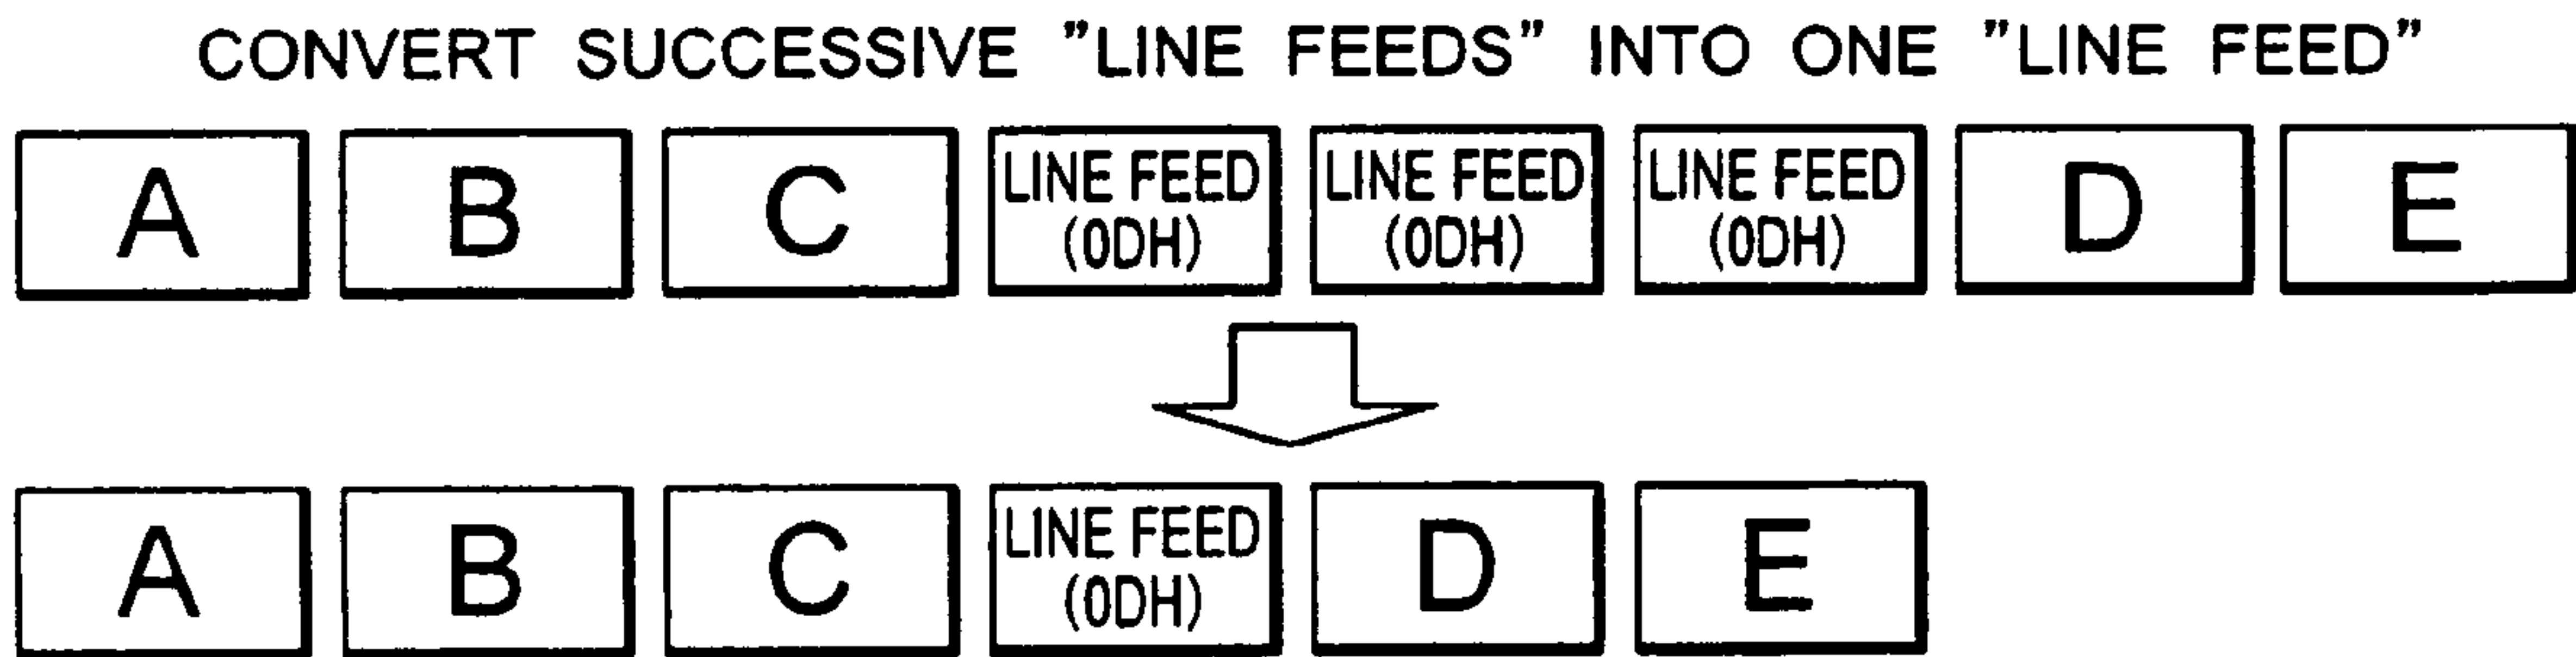 CONVERT SUCCESSIVE ”LINE FEEDS” INTO ONE ”LINE FEED”
A B C LINE FEED (0DH) LINE FEED (0DH) LINE FEED (0DH) D E
A B C LINE FEED (0DH) D E